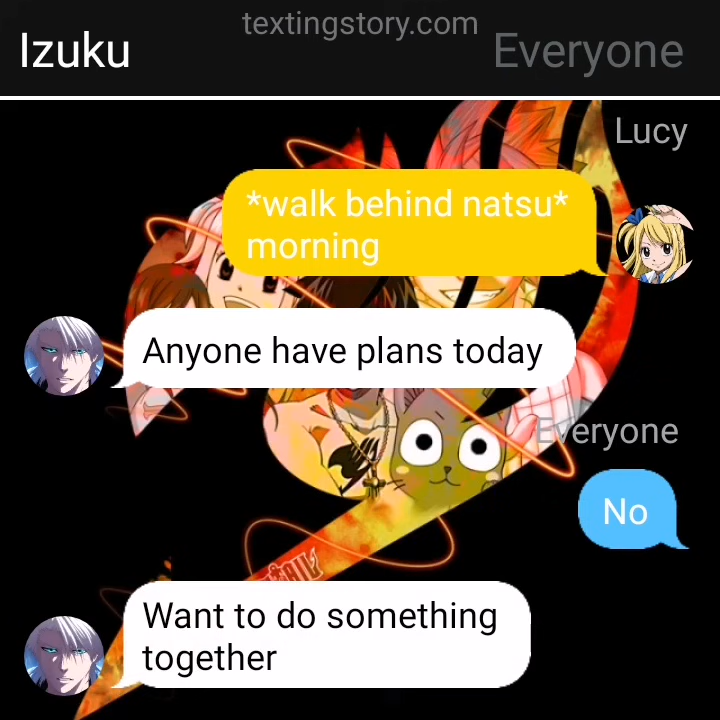 textingstory.com
Izuku
Everyone
Lucy
*walk behind natsu*
morning
Anyone have plans today
Everyone
No
TAIL
Want to do something
together